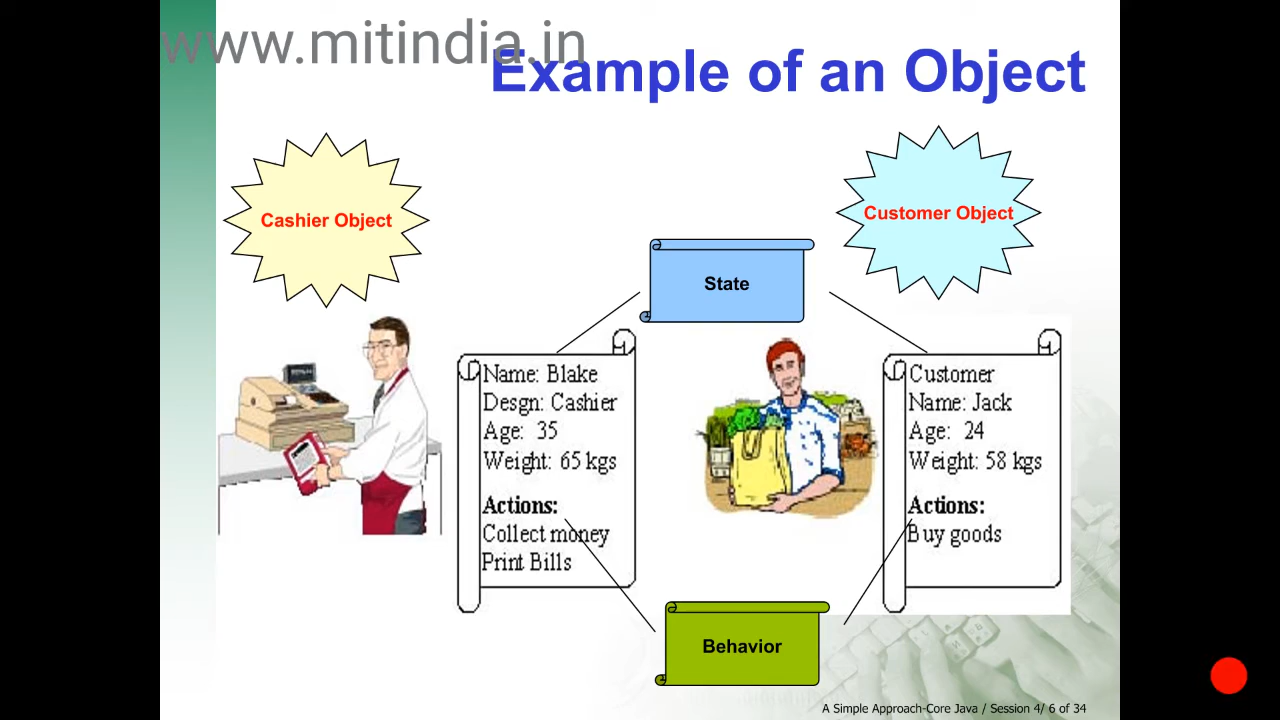 www.mitindia.in
Example of an Object
Cashier Object
Customer Object
State
Name: Blake
Desgn: Cashier
Age: 35
Weight: 65 kgs
Actions:
Collect money
Print Bills
Customer
Name: Jack
Age: 24
Weight: 58 kgs
Actions:
Buy goods
Behavior
A Simple Approach-Core Java / Session 4/ 6 of 34